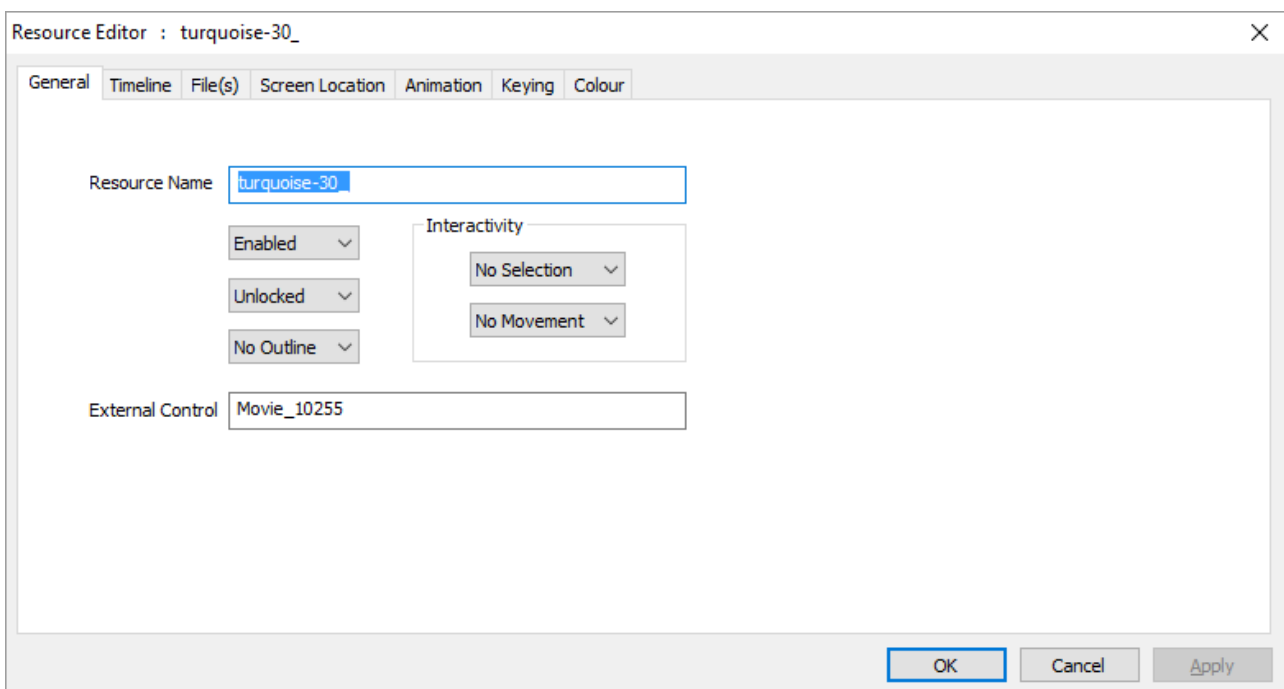 Resource Editor : turquoise-30_
General Timeline File(s) Screen Location Animation Keying Colour
Resource Name turquoise-30_
Interactivity
Enabled
No Selection
Unlocked
No Movement
No Outline
External Control Movie_10255
OK Cancel Apply